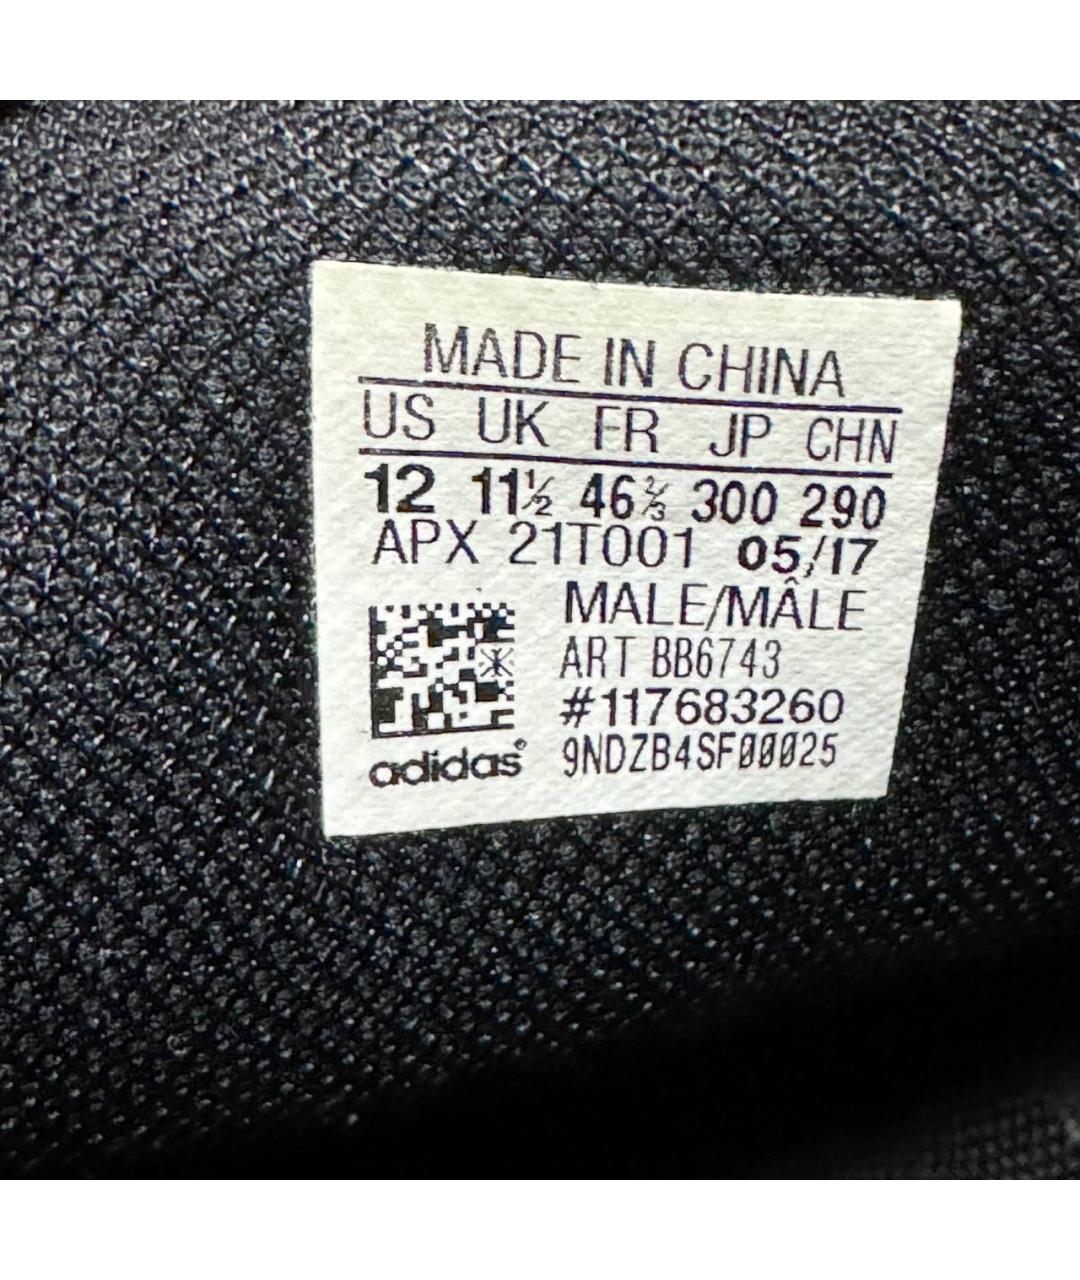 MADE IN CHINA
US UK FR JP CHN
12 11½ 46⅔ 300 290
APX 21T001 05/17
MALE/MÂLE
ART BB6743
#117683260
adidas® 9NDZB4SF00025